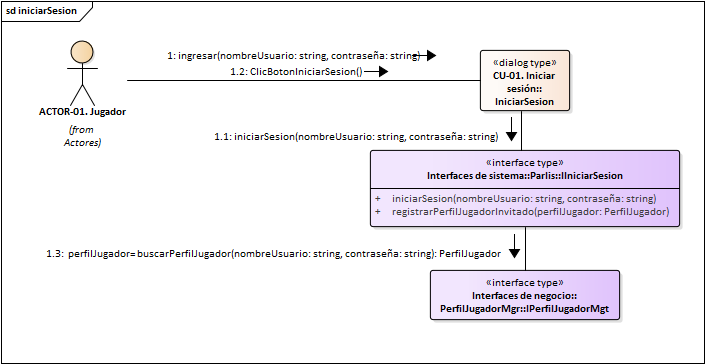 sd iniciarSesion
1: ingresar(nombreUsuario: string, contraseña: string)
1.2: ClicBotonIniciarSesion()
ACTOR-01. Jugador
(from
Actores)
«dialog type»
CU-01. Iniciar
sesión::
IniciarSesion
1.1: iniciarSesion(nombreUsuario: string, contraseña: string)
«interface type»
Interfaces de sistema::Parlis::IIniciarSesion
+ iniciarSesion(nombreUsuario: string, contraseña: string)
+ registrarPerfilJugadorInvitado(perfilJugador: PerfilJugador)
1.3: perfilJugador= buscarPerfilJugador(nombreUsuario: string, contraseña: string): PerfilJugador
«interface type»
Interfaces de negocio::
PerfilJugadorMgr::IPerfilJugadorMgt